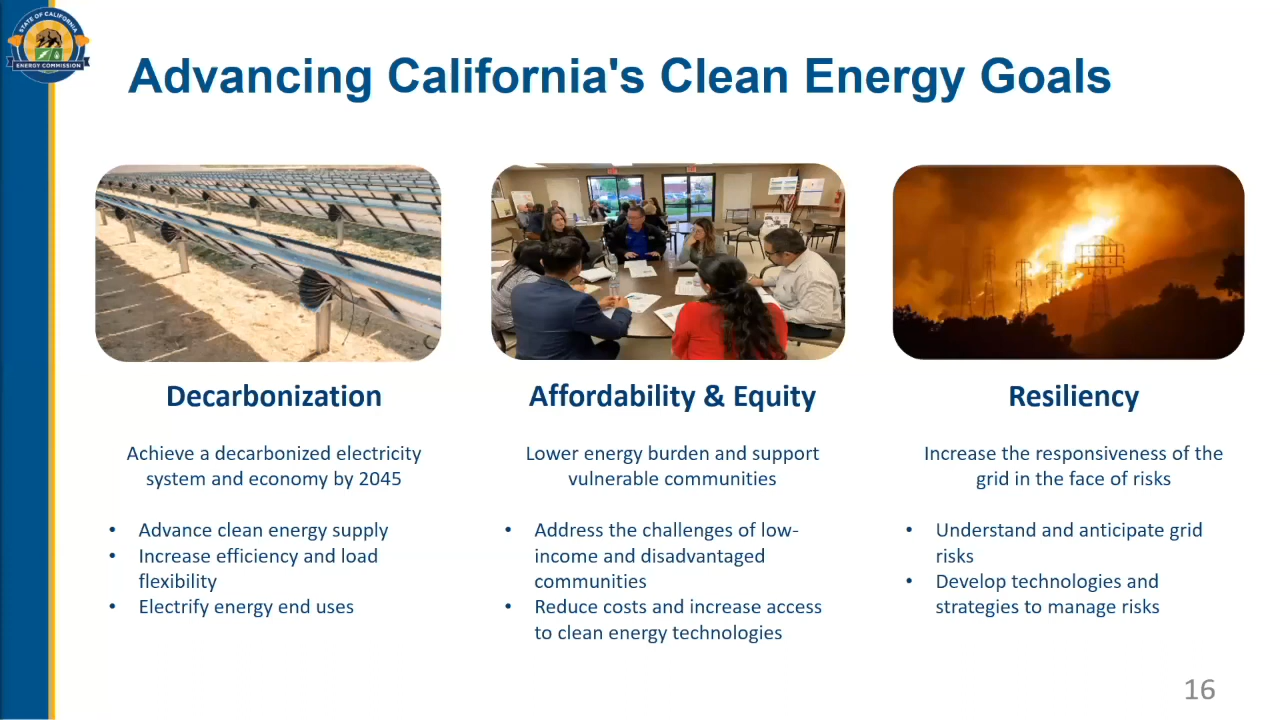 STATE OF CALIFORNIA
ENERGY COMMISSION
Advancing California's Clean Energy Goals
Decarbonization
Achieve a decarbonized electricity
system and economy by 2045
• Advance clean energy supply
• Increase efficiency and load
flexibility
• Electrify energy end uses
Affordability & Equity
Lower energy burden and support
vulnerable communities
• Address the challenges of low-
income and disadvantaged
communities
• Reduce costs and increase access
to clean energy technologies
Resiliency
Increase the responsiveness of the
grid in the face of risks
• Understand and anticipate grid
risks
• Develop technologies and
strategies to manage risks
16